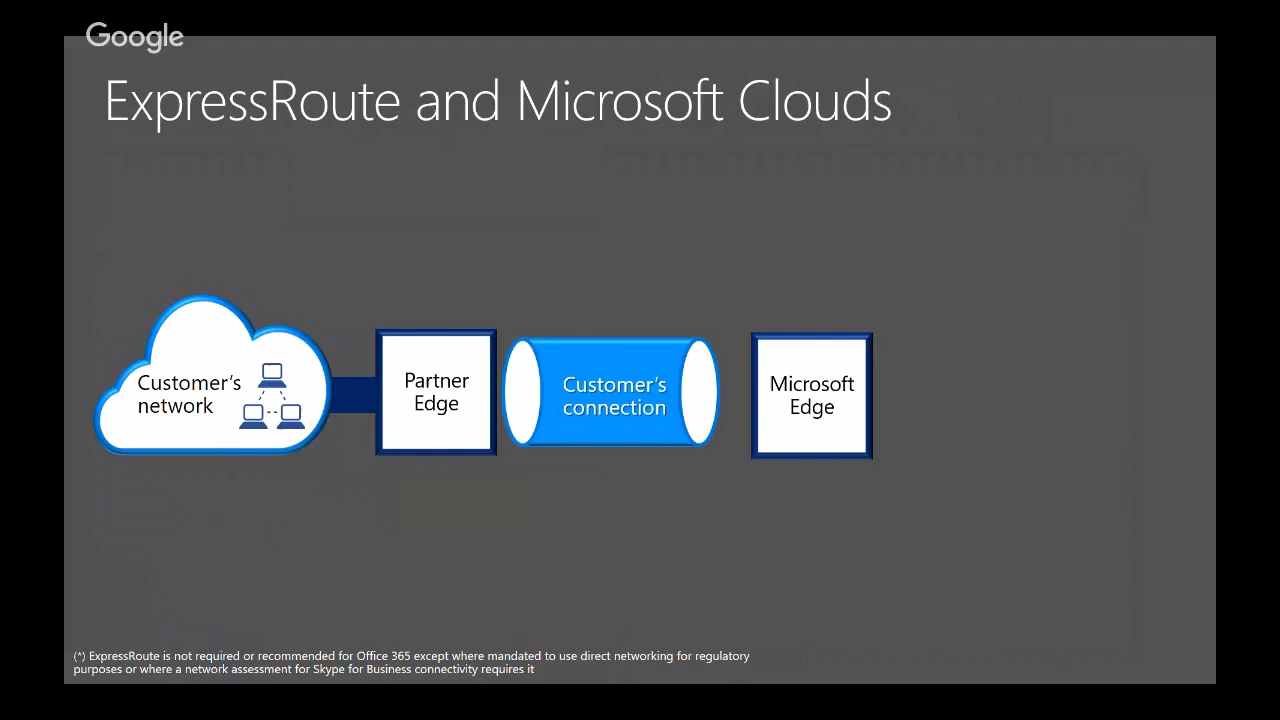 Google
ExpressRoute and Microsoft Clouds
Customer's
network
Partner
Edge
Customer's
connection
Microsoft
Edge
(*) ExpressRoute is not required or recommended for Office 365 except where mandated to use direct networking for regulatory
purposes or where a network assessment for Skype for Business connectivity requires it